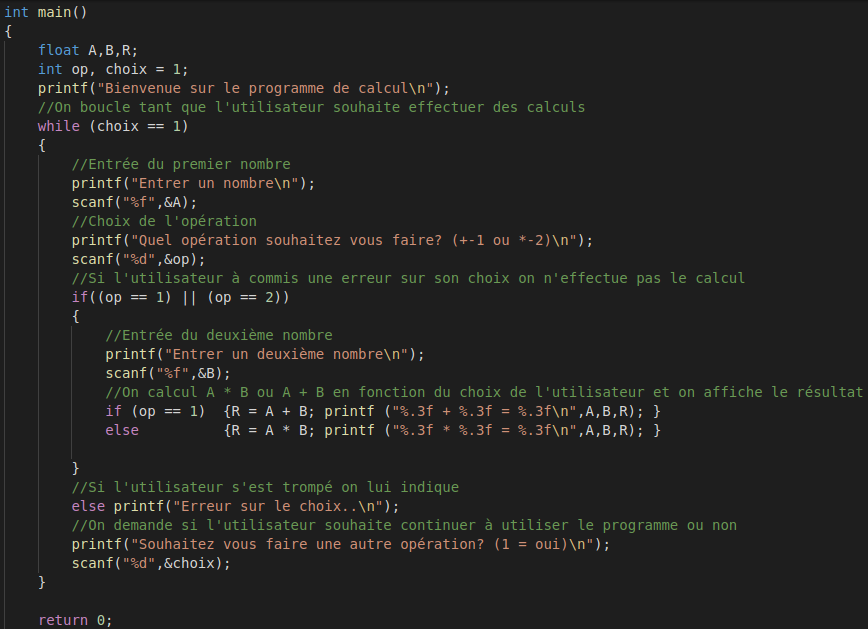 int main()
{
    float A,B,R;
    int op, choix = 1;
    printf("Bienvenue sur le programme de calcul\n");
    //On boucle tant que l'utilisateur souhaite effectuer des calculs
    while (choix == 1)
    {
        //Entrée du premier nombre
        printf("Entrer un nombre\n");
        scanf("%f",&A);
        //Choix de l'opération
        printf("Quel opération souhaitez vous faire? (+-1 ou *-2)\n");
        scanf("%d",&op);
        //Si l'utilisateur à commis une erreur sur son choix on n'effectue pas le calcul
        if((op == 1) || (op == 2))
        {
            //Entrée du deuxième nombre
            printf("Entrer un deuxième nombre\n");
            scanf("%f",&B);
            //On calcul A * B ou A + B en fonction du choix de l'utilisateur et on affiche le résultat
            if (op == 1)  {R = A + B; printf ("%.3f + %.3f = %.3f\n",A,B,R); }
            else          {R = A * B; printf ("%.3f * %.3f = %.3f\n",A,B,R); }

        }
        //Si l'utilisateur s'est trompé on lui indique
        else printf("Erreur sur le choix..\n");
        //On demande si l'utilisateur souhaite continuer à utiliser le programme ou non
        printf("Souhaitez vous faire une autre opération? (1 = oui)\n");
        scanf("%d",&choix);
    }

    return 0;